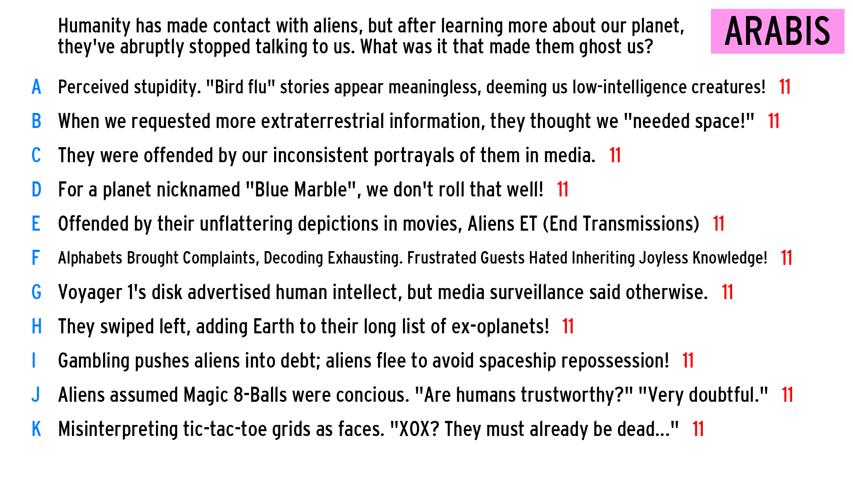 Humanity has made contact with aliens, but after learning more about our planet,
they've abruptly stopped talking to us. What was it that made them ghost us?
ARABIS
A Perceived stupidity. "Bird flu" stories appear meaningless, deeming us low-intelligence creatures! 11
B When we requested more extraterrestrial information, they thought we "needed space!" 11
C They were offended by our inconsistent portrayals of them in media. 11
D For a planet nicknamed "Blue Marble", we don't roll that well! 11
E Offended by their unflattering depictions in movies, Aliens ET (End Transmissions) 11
F Alphabets Brought Complaints, Decoding Exhausting. Frustrated Guests Hated Inheriting Joyless Knowledge! 11
G Voyager 1's disk advertised human intellect, but media surveillance said otherwise. 11
H They swiped left, adding Earth to their long list of ex-oplanets! 11
I Gambling pushes aliens into debt; aliens flee to avoid spaceship repossession! 11
J Aliens assumed Magic 8-Balls were concious. "Are humans trustworthy?" "Very doubtful." 11
K Misinterpreting tic-tac-toe grids as faces. "XOX? They must already be dead..." 11